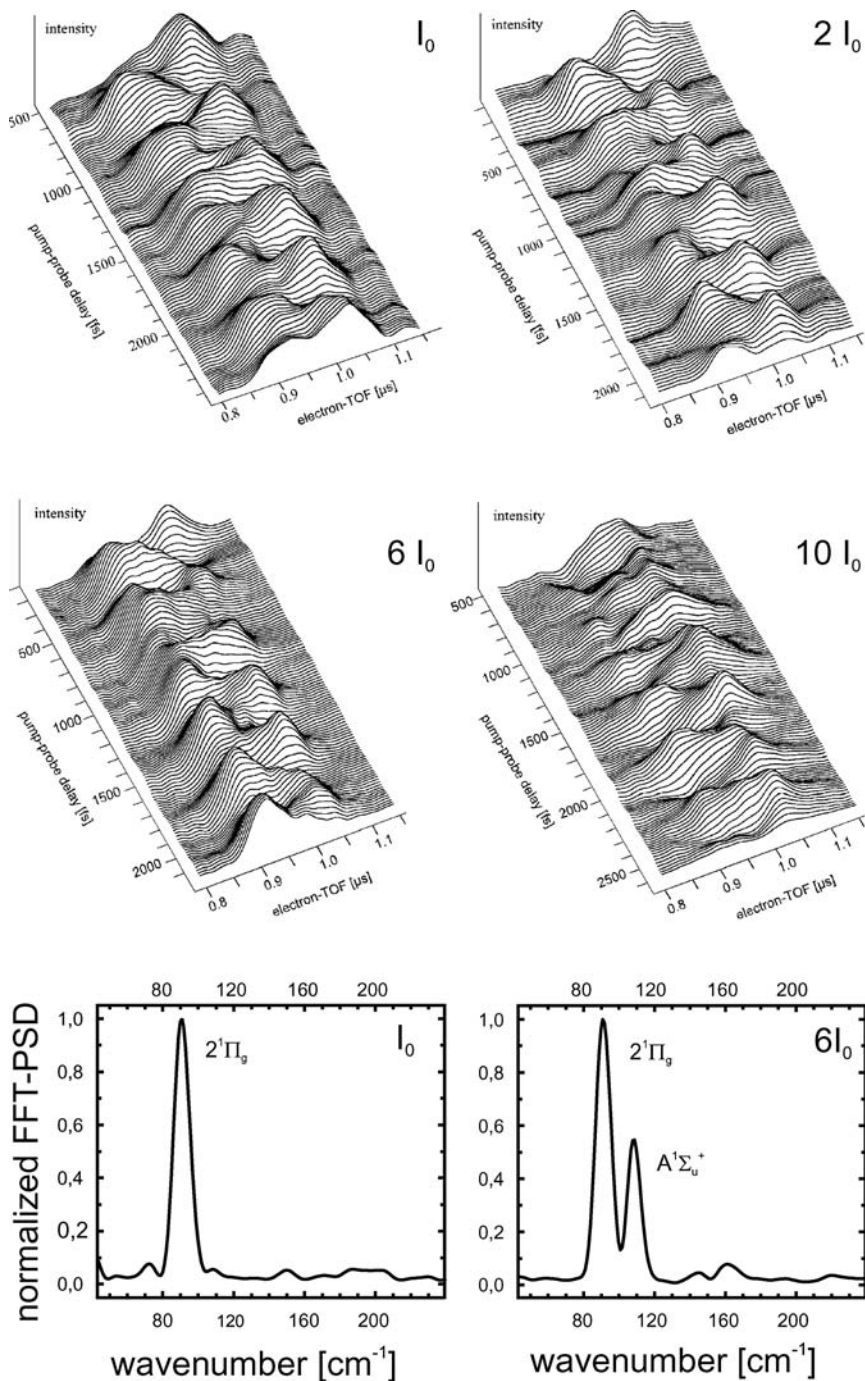 intensity
I₀
500
1000
1500
2000
pump-probe delay [fs]
0.8
0.9
1.0
1.1
electron-TOF [µs]
intensity
2 I₀
500
1000
1500
2000
pump-probe delay [fs]
0.8
0.9
1.0
1.1
electron-TOF [µs]
intensity
6 I₀
500
1000
1500
2000
pump-probe delay [fs]
0.8
0.9
1.0
1.1
electron-TOF [µs]
intensity
10 I₀
500
1000
1500
2000
2500
pump-probe delay [fs]
0.8
0.9
1.0
1.1
electron-TOF [µs]
80 120 160 200
1,0
0,8
0,6
0,4
0,2
0,0
I₀
2¹Πg
normalized FFT-PSD
80 120 160 200
wavenumber [cm⁻¹]
80 120 160 200
1,0
0,8
0,6
0,4
0,2
0,0
6I₀
2¹Πg
A¹Σᵤ⁺
80 120 160 200
wavenumber [cm⁻¹]